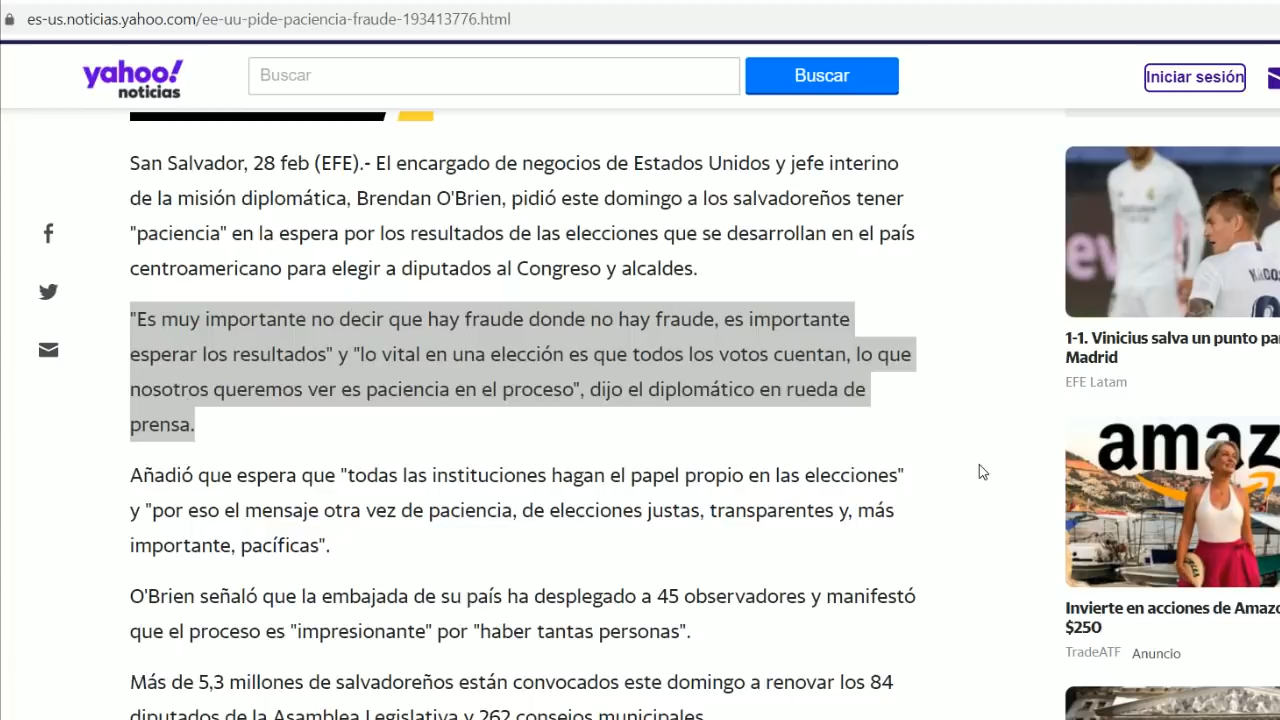 es-us.noticias.yahoo.com/ee-uu-pide-paciencia-fraude-193413776.html
yahoo!
noticias
Buscar
Buscar
Iniciar sesión
San Salvador, 28 feb (EFE).- El encargado de negocios de Estados Unidos y jefe interino
de la misión diplomática, Brendan O'Brien, pidió este domingo a los salvadoreños tener
"paciencia" en la espera por los resultados de las elecciones que se desarrollan en el país
centroamericano para elegir a diputados al Congreso y alcaldes.
"Es muy importante no decir que hay fraude donde no hay fraude, es importante
esperar los resultados" y "lo vital en una elección es que todos los votos cuentan, lo que
nosotros queremos ver es paciencia en el proceso", dijo el diplomático en rueda de
prensa.
Añadió que espera que "todas las instituciones hagan el papel propio en las elecciones"
y "por eso el mensaje otra vez de paciencia, de elecciones justas, transparentes y, más
importante, pacíficas".
O'Brien señaló que la embajada de su país ha desplegado a 45 observadores y manifestó
que el proceso es "impresionante" por "haber tantas personas".
Más de 5,3 millones de salvadoreños están convocados este domingo a renovar los 84
diputados de la Asamblea Legislativa y 262 consejos municipales.
1-1. Vinicius salva un punto pa
Madrid
EFE Latam
amaz
Invierte en acciones de Amazo
$250
TradeATF Anuncio